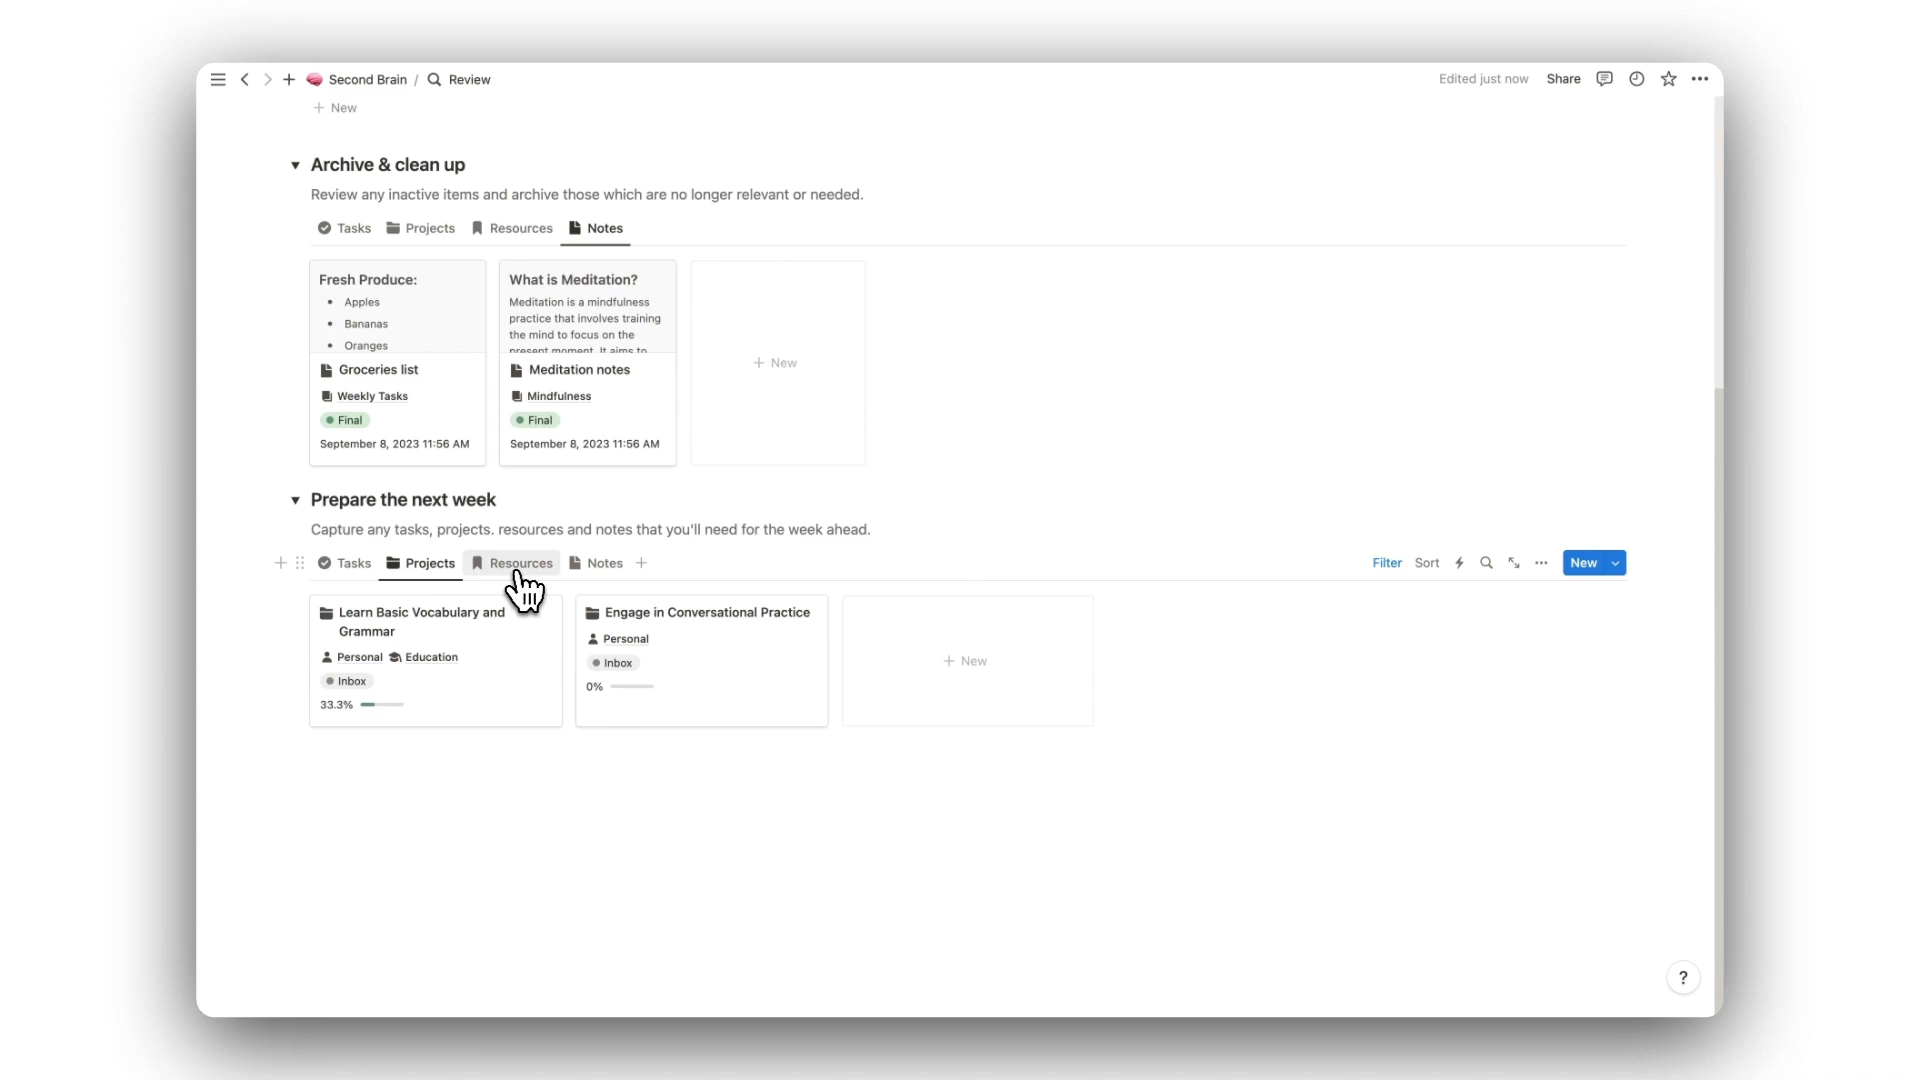 Second Brain / Review
Edited just now Share
New
Archive & clean up
Review any inactive items and archive those which are no longer relevant or needed.
Tasks Projects Resources Notes
Fresh Produce:
• Apples
• Bananas
• Oranges
Groceries list
Weekly Tasks
Final
September 8, 2023 11:56 AM
What is Meditation?
Meditation is a mindfulness
practice that involves training
the mind to focus on the
present moment. It aims to
Meditation notes
Mindfulness
Final
September 8, 2023 11:56 AM
+ New
Prepare the next week
Capture any tasks, projects. resources and notes that you'll need for the week ahead.
Tasks Projects Resources Notes
Filter Sort New
Learn Basic Vocabulary and
Grammar
Personal Education
Inbox
33.3%
Engage in Conversational Practice
Personal
Inbox
0%
+ New
?